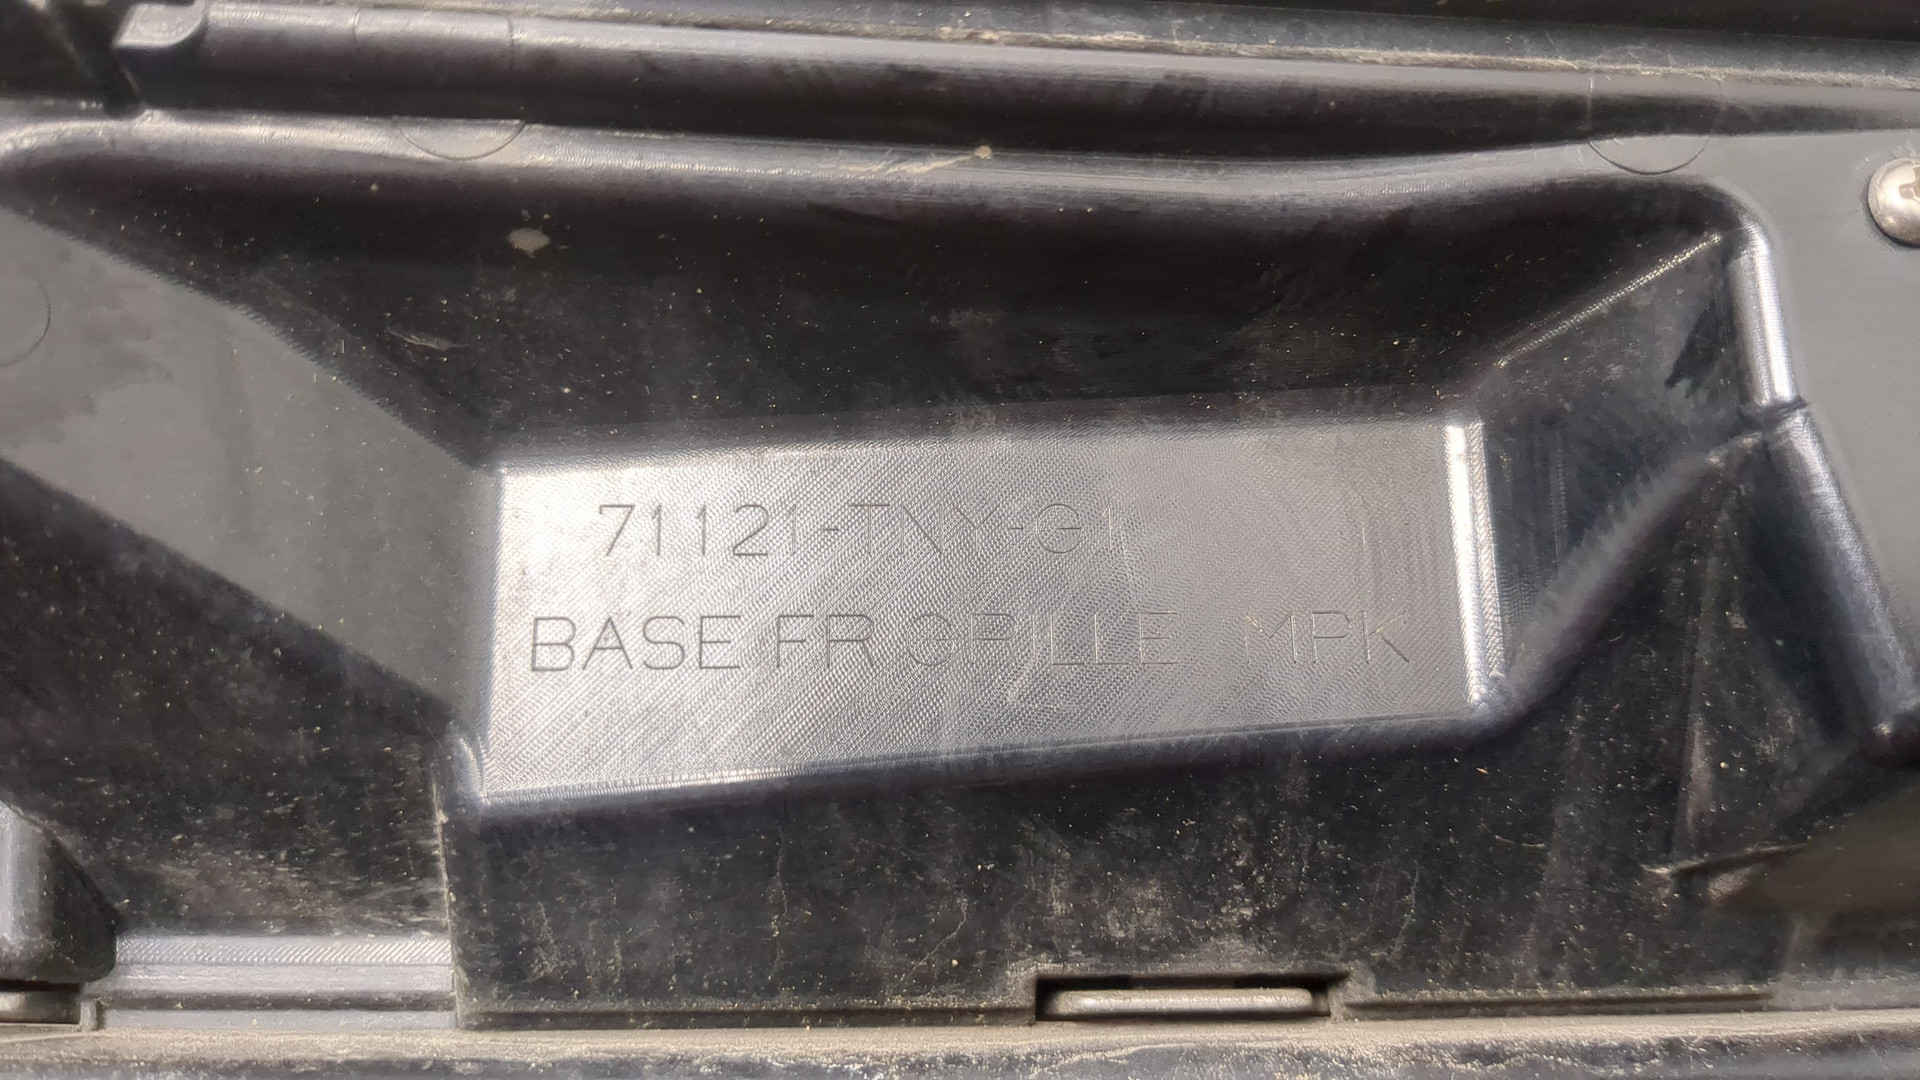 71121-TNY-G1
BASE FR GRILLE MPK